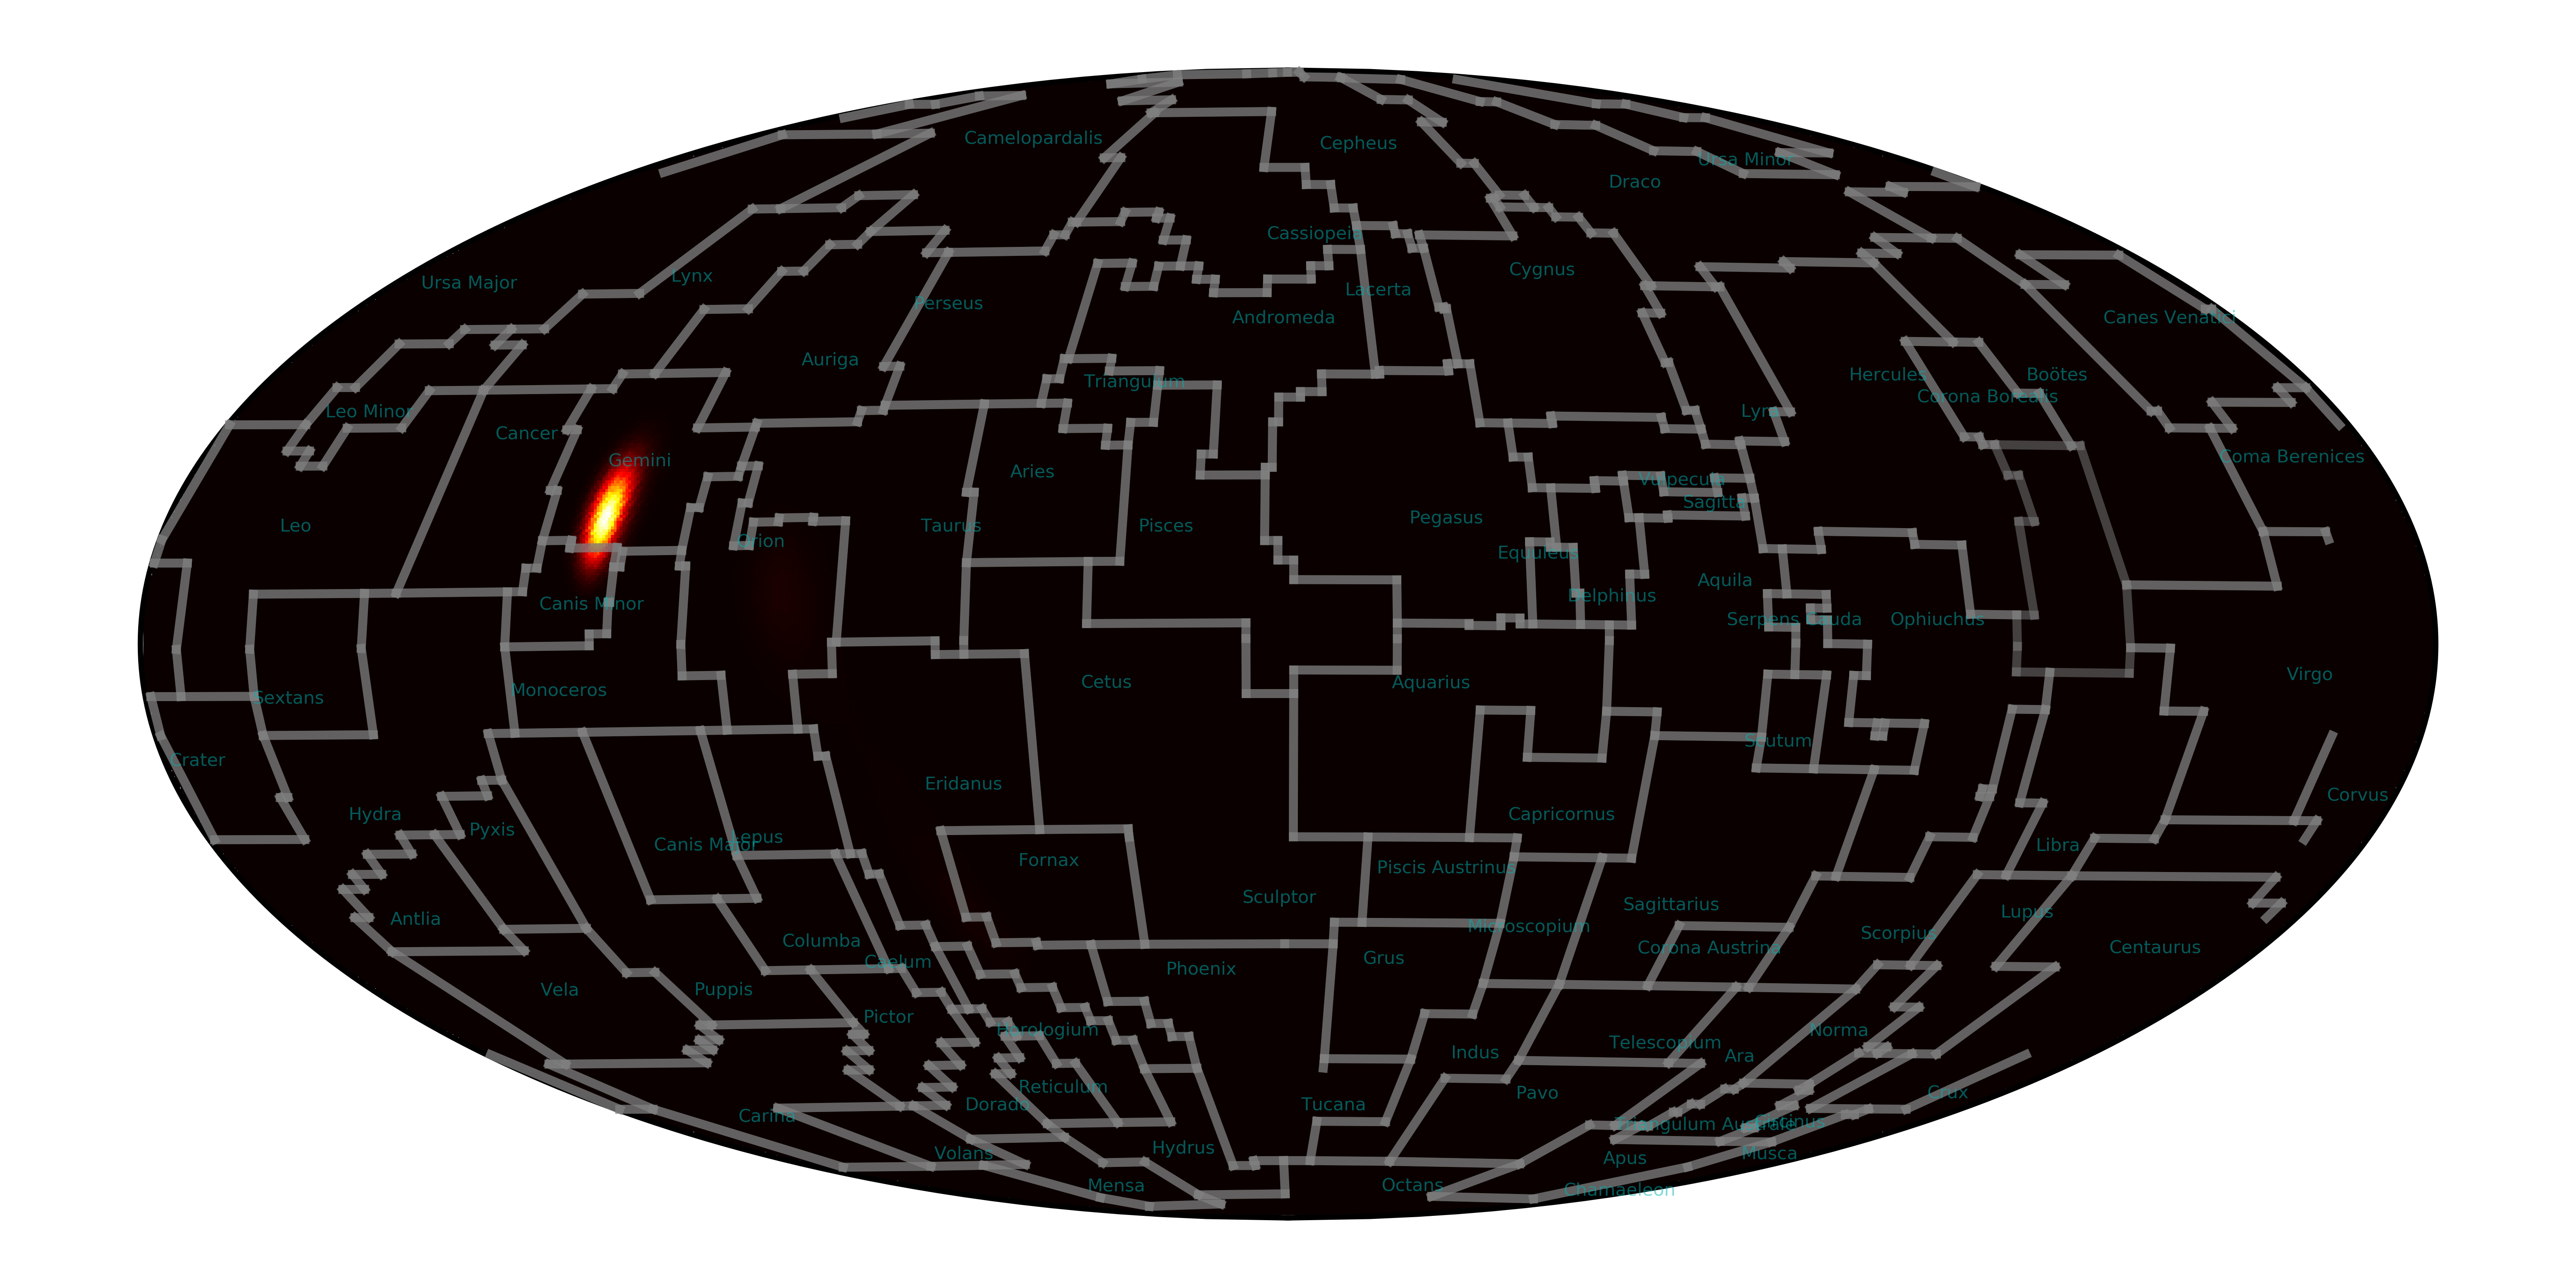 Camelopardalis
Cepheus
Ursa Minor
Draco
Cassiopeia
Cygnus
Lynx
Ursa Major
Lacerta
Perseus
Andromeda
Canes Venatici
Auriga
Hercules
Boötes
Triangulum
Corona Borealis
Leo Minor
Lyra
Cancer
Coma Berenices
Gemini
Aries
Vulpecula
Sagitta
Pegasus
Leo
Taurus
Pisces
Orion
Equuleus
Aquila
Delphinus
Canis Minor
Serpens Cauda
Ophiuchus
Virgo
Cetus
Aquarius
Monoceros
Sextans
Scutum
Crater
Eridanus
Corvus
Hydra
Capricornus
Pyxis
Lepus
Canis Major
Libra
Fornax
Piscis Austrinus
Sculptor
Sagittarius
Lupus
Antlia
Microscopium
Scorpius
Columba
Corona Austrina
Centaurus
Grus
Caelum
Phoenix
Vela
Puppis
Pictor
Horologium
Norma
Telescopium
Indus
Ara
Reticulum
Pavo
Crux
Dorado
Tucana
Carina
Circinus
Triangulum Australe
Hydrus
Volans
Musca
Apus
Mensa
Octans
Chamaeleon